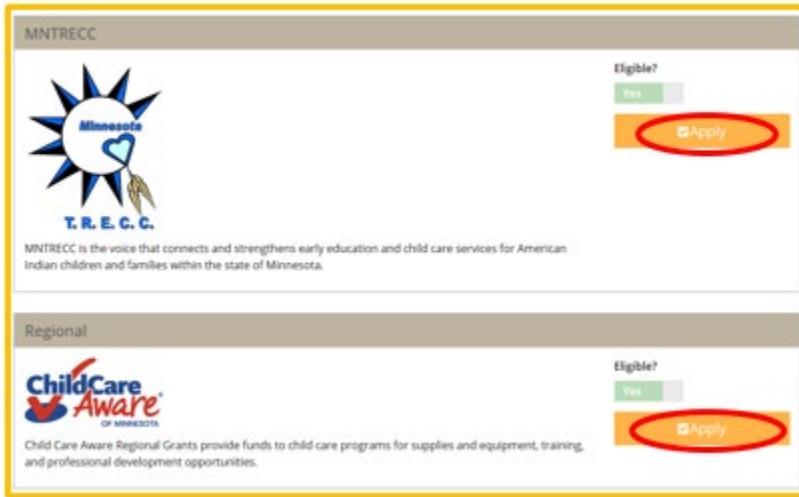 MNTRECC
Eligible?
Yes
Apply
Minnesota
T. R. E. C. C.
MNTRECC is the voice that connects and strengthens early education and child care services for American
Indian children and families within the state of Minnesota.
Regional
Eligible?
Yes
Apply
ChildCare
Aware
OF MINNESOTA
Child Care Aware Regional Grants provide funds to child care programs for supplies and equipment, training,
and professional development opportunities.